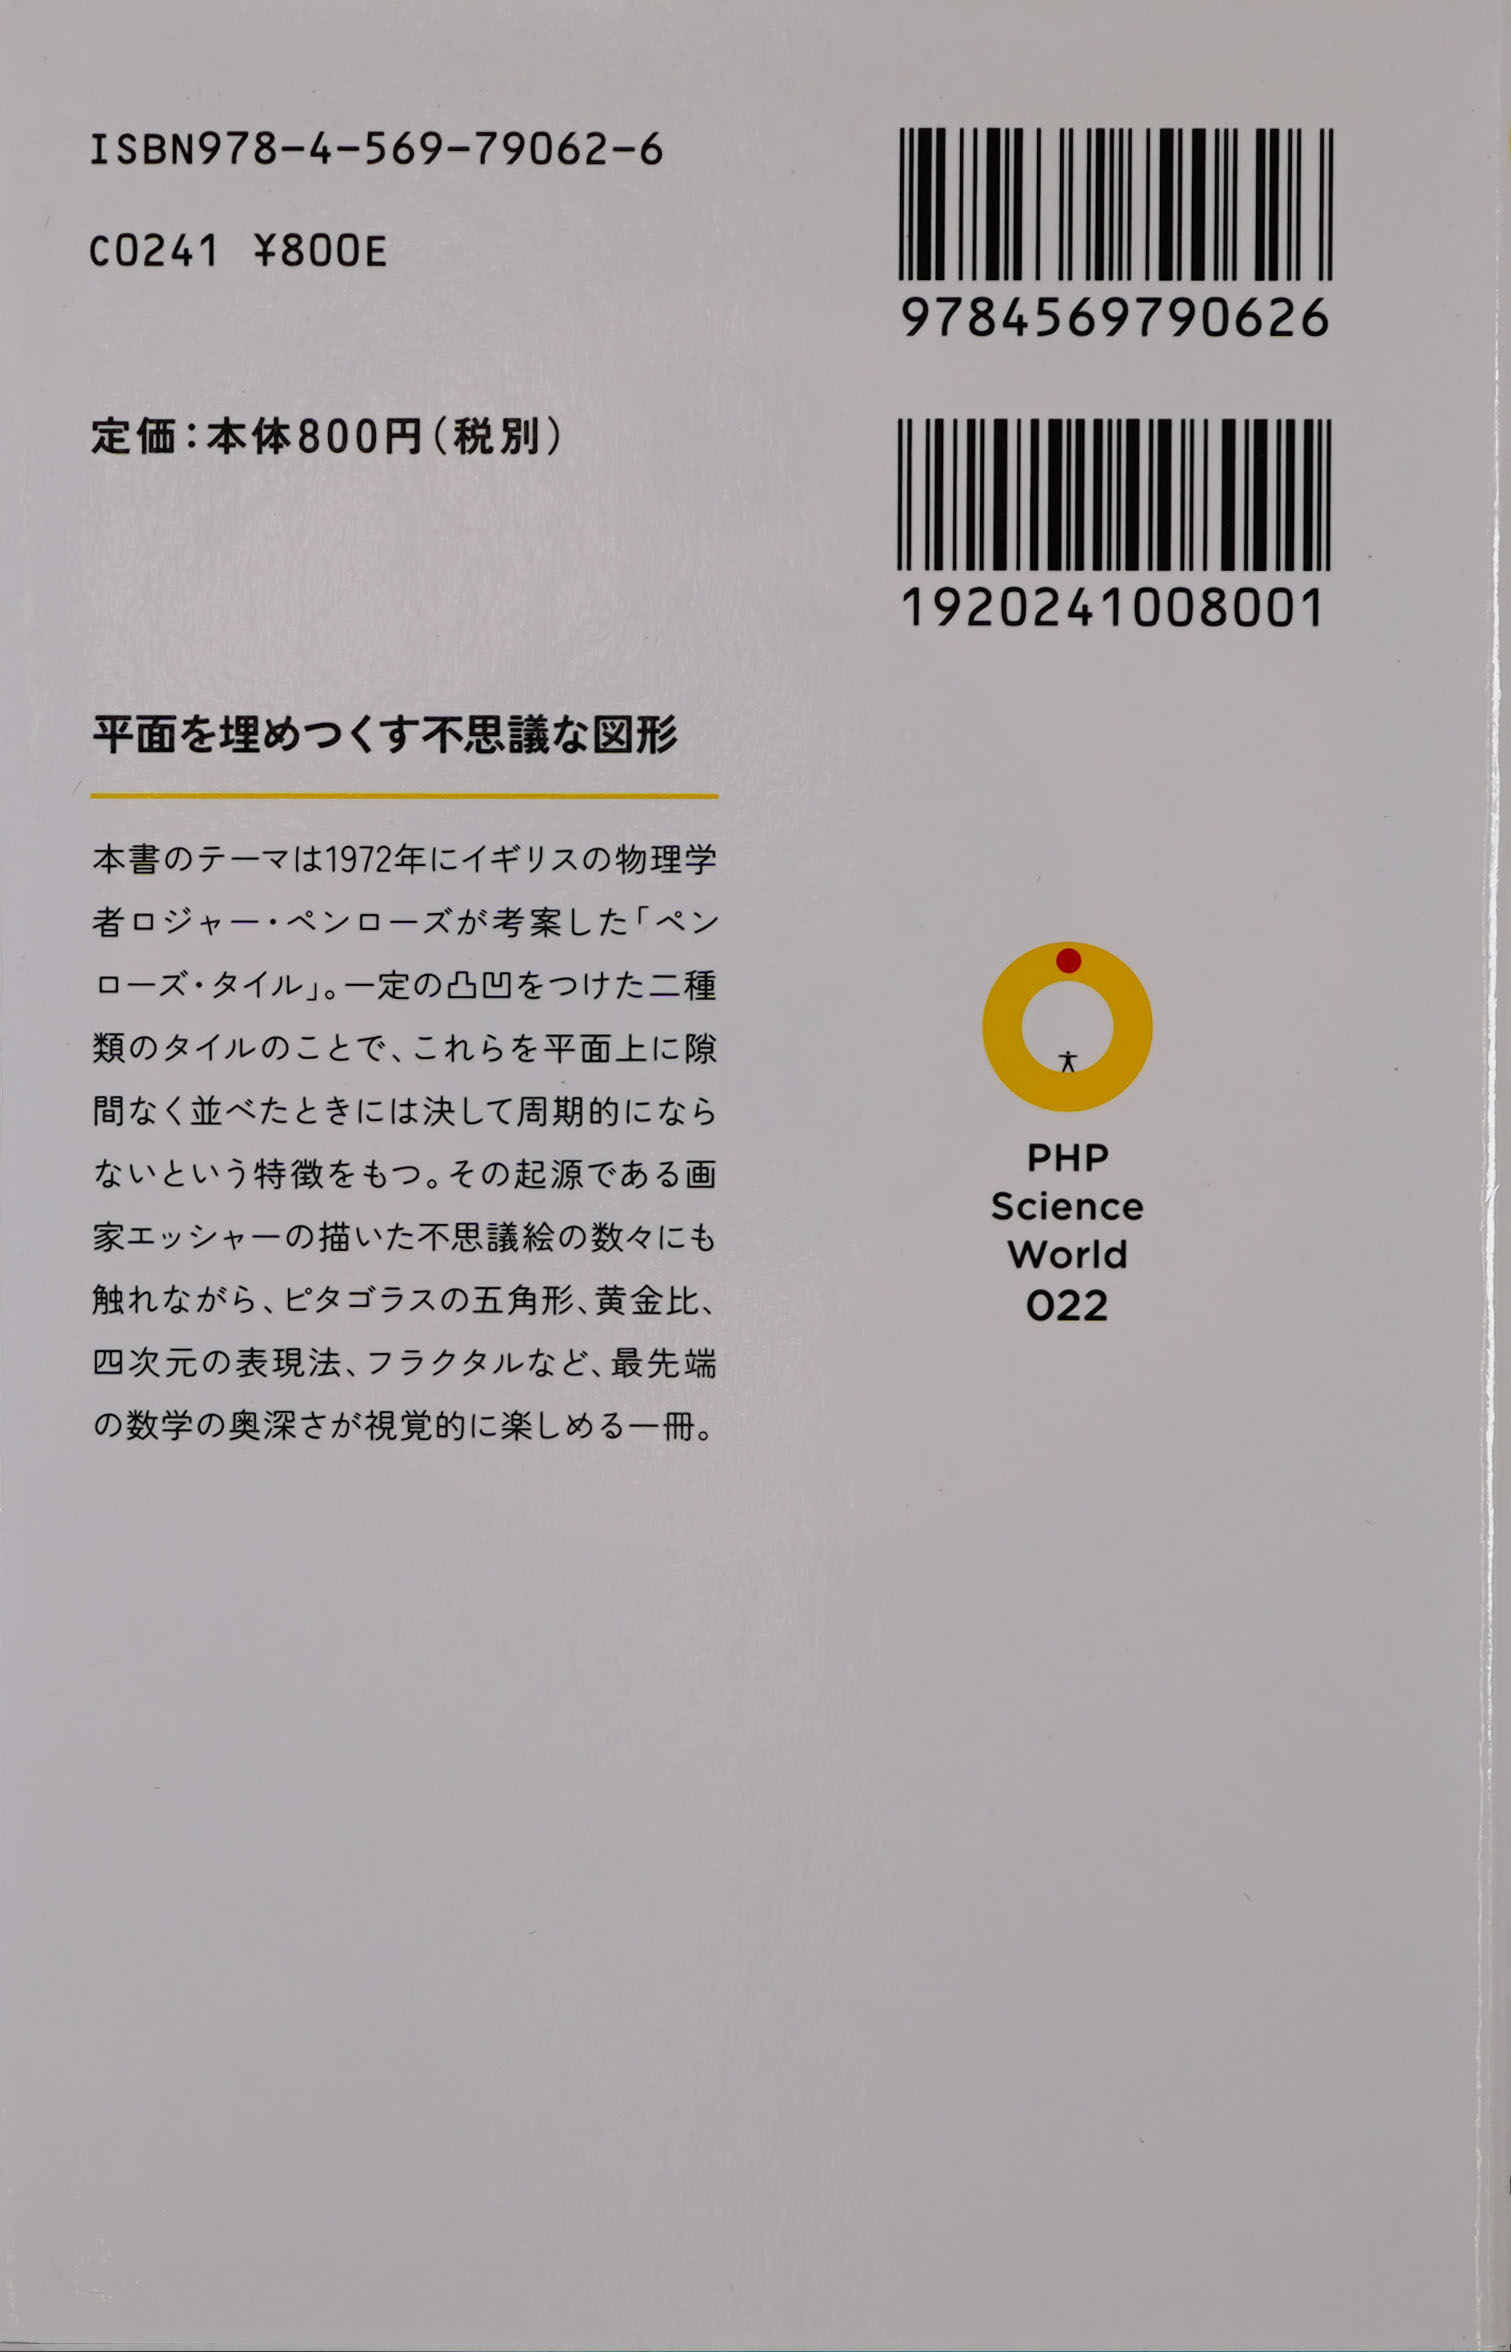 ISBN978-4-569-79062-6
C0241 ¥800E
定価：本体800円（税別）
9784569790626
1920241008001
平面を埋めつくす不思議な図形
本書のテーマは1972年にイギリスの物理学
者ロジャー・ペンローズが考案した「ペン
ローズ・タイル」。一定の凸凹をつけた二種
類のタイルのことで、これらを平面上に隙
間なく並べたときには決して周期的になら
ないという特徴をもつ。その起源である画
家エッシャーの描いた不思議絵の数々にも
触れながら、ピタゴラスの五角形、黄金比、
四次元の表現法、フラクタルなど、最先端
の数学の奥深さが視覚的に楽しめる一冊。
PHP
Science
World
022